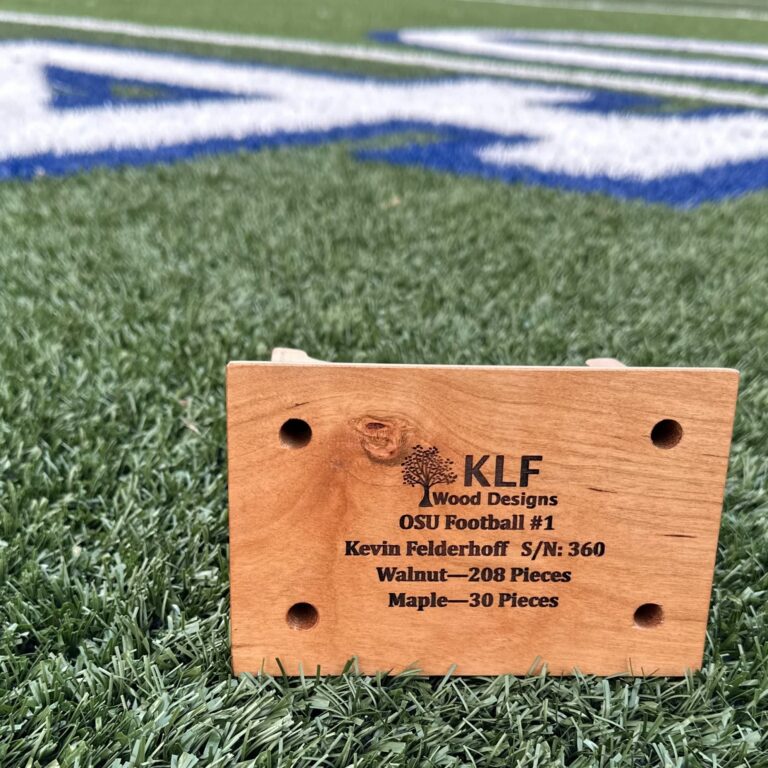 KLF
Wood Designs
OSU Football #1
Kevin Felderhoff S/N: 360
Walnut—208 Pieces
Maple—30 Pieces